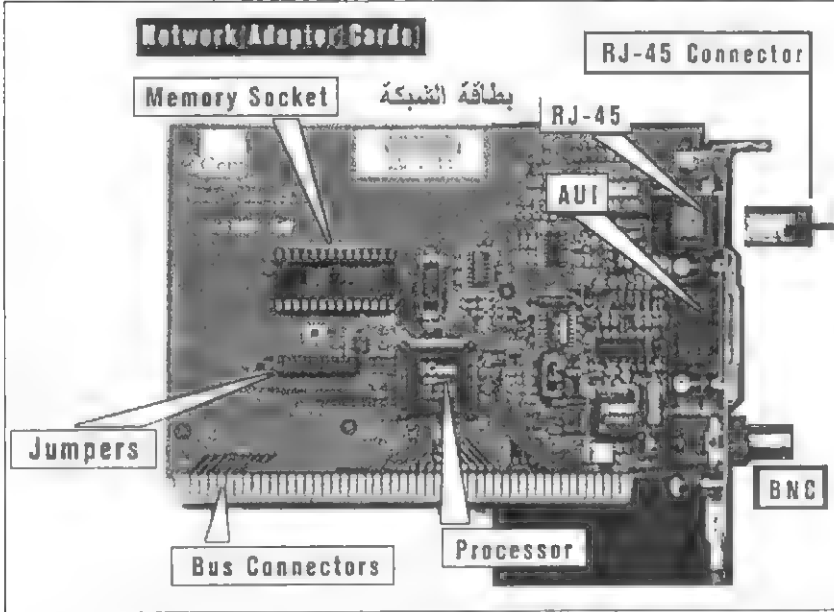 Network Adapter Cards
RJ-45 Connector
Memory Socket
بطاقة الشبكة
RJ-45
AUI
Jumpers
BNC
Processor
Bus Connectors